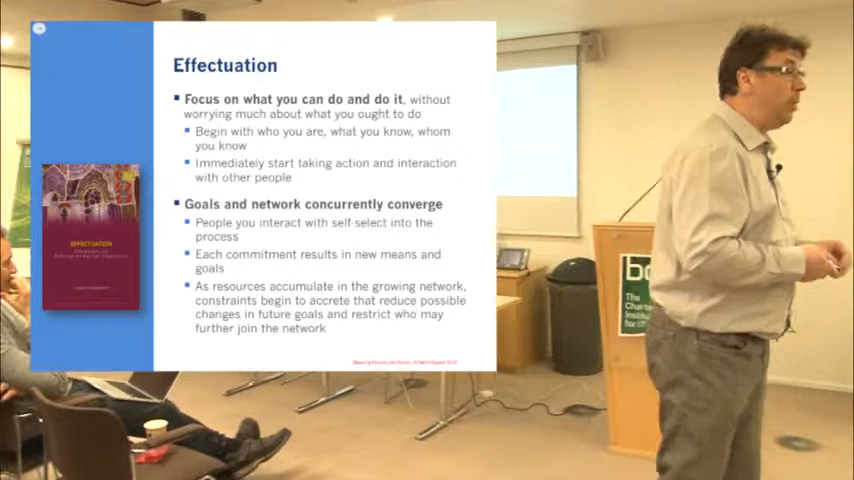 Effectuation
Focus on what you can do and do it, without
worrying much about what you ought to do
Begin with who you are, what you know, whom
you know
Immediately start taking action and interaction
with other people
Goals and network concurrently converge
People you interact with self-select into the
process
Each commitment results in new means and
goals
As resources accumulate in the growing network,
constraints begin to accrete that reduce possible
changes in future goals and restrict who may
further join the network
EFFECTUATION
The
Institu